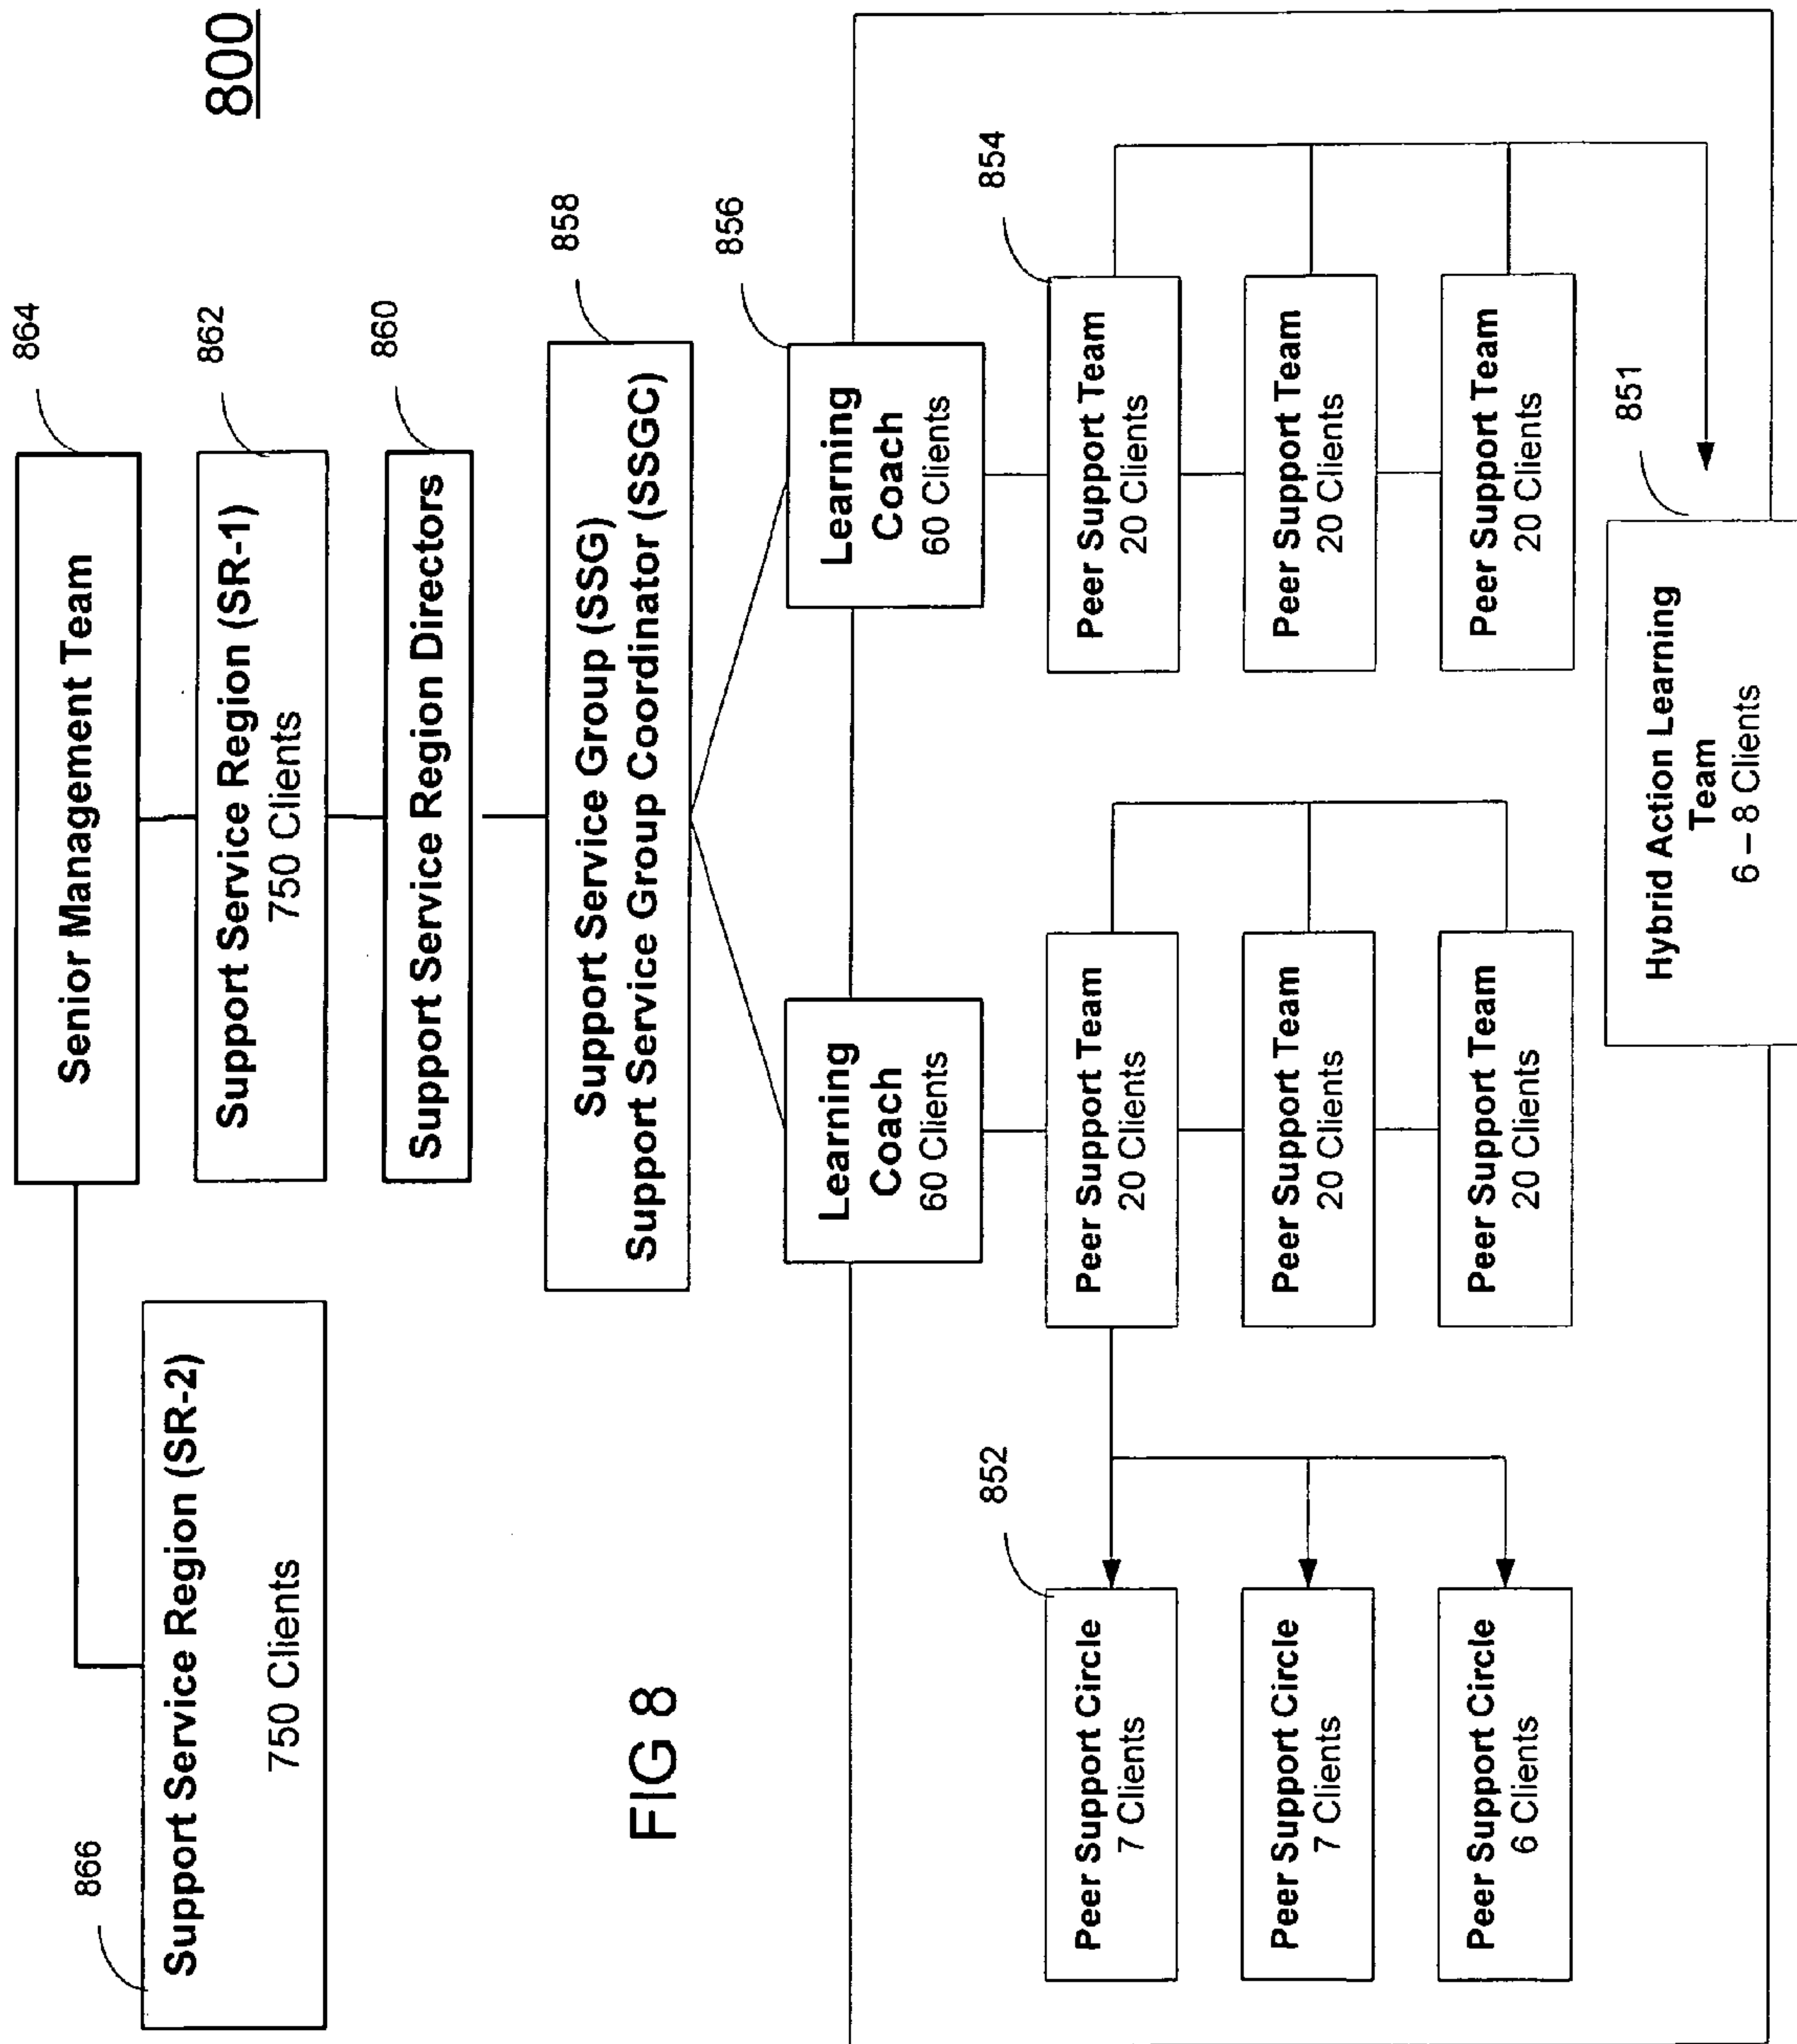 800
864
Senior Management Team
866
Support Service Region (SR-2)
750 Clients
862
Support Service Region (SR-1)
750 Clients
860
Support Service Region Directors
858
Support Service Group (SSG)
Support Service Group Coordinator (SSGC)
FIG 8
856
Learning
Coach
60 Clients
Learning
Coach
60 Clients
852
Peer Support Circle
7 Clients
Peer Support Circle
7 Clients
Peer Support Circle
6 Clients
Peer Support Team
20 Clients
Peer Support Team
20 Clients
Peer Support Team
20 Clients
854
Peer Support Team
20 Clients
Peer Support Team
20 Clients
Peer Support Team
20 Clients
851
Hybrid Action Learning
Team
6 – 8 Clients